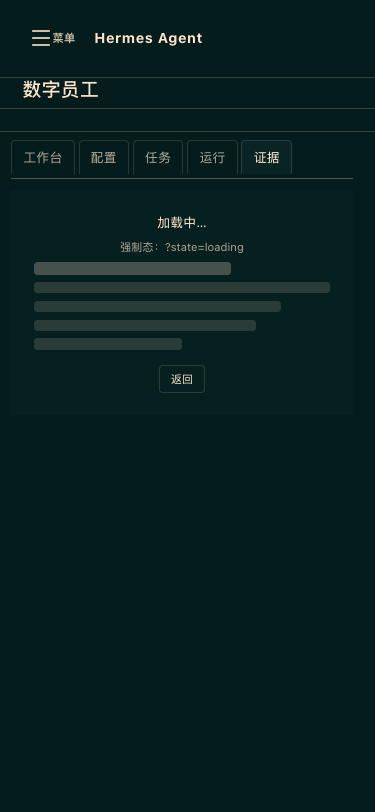 菜单 Hermes Agent
数字员工
工作台 配置 任务 运行 证据
加载中...
强制态：?state=loading
返回